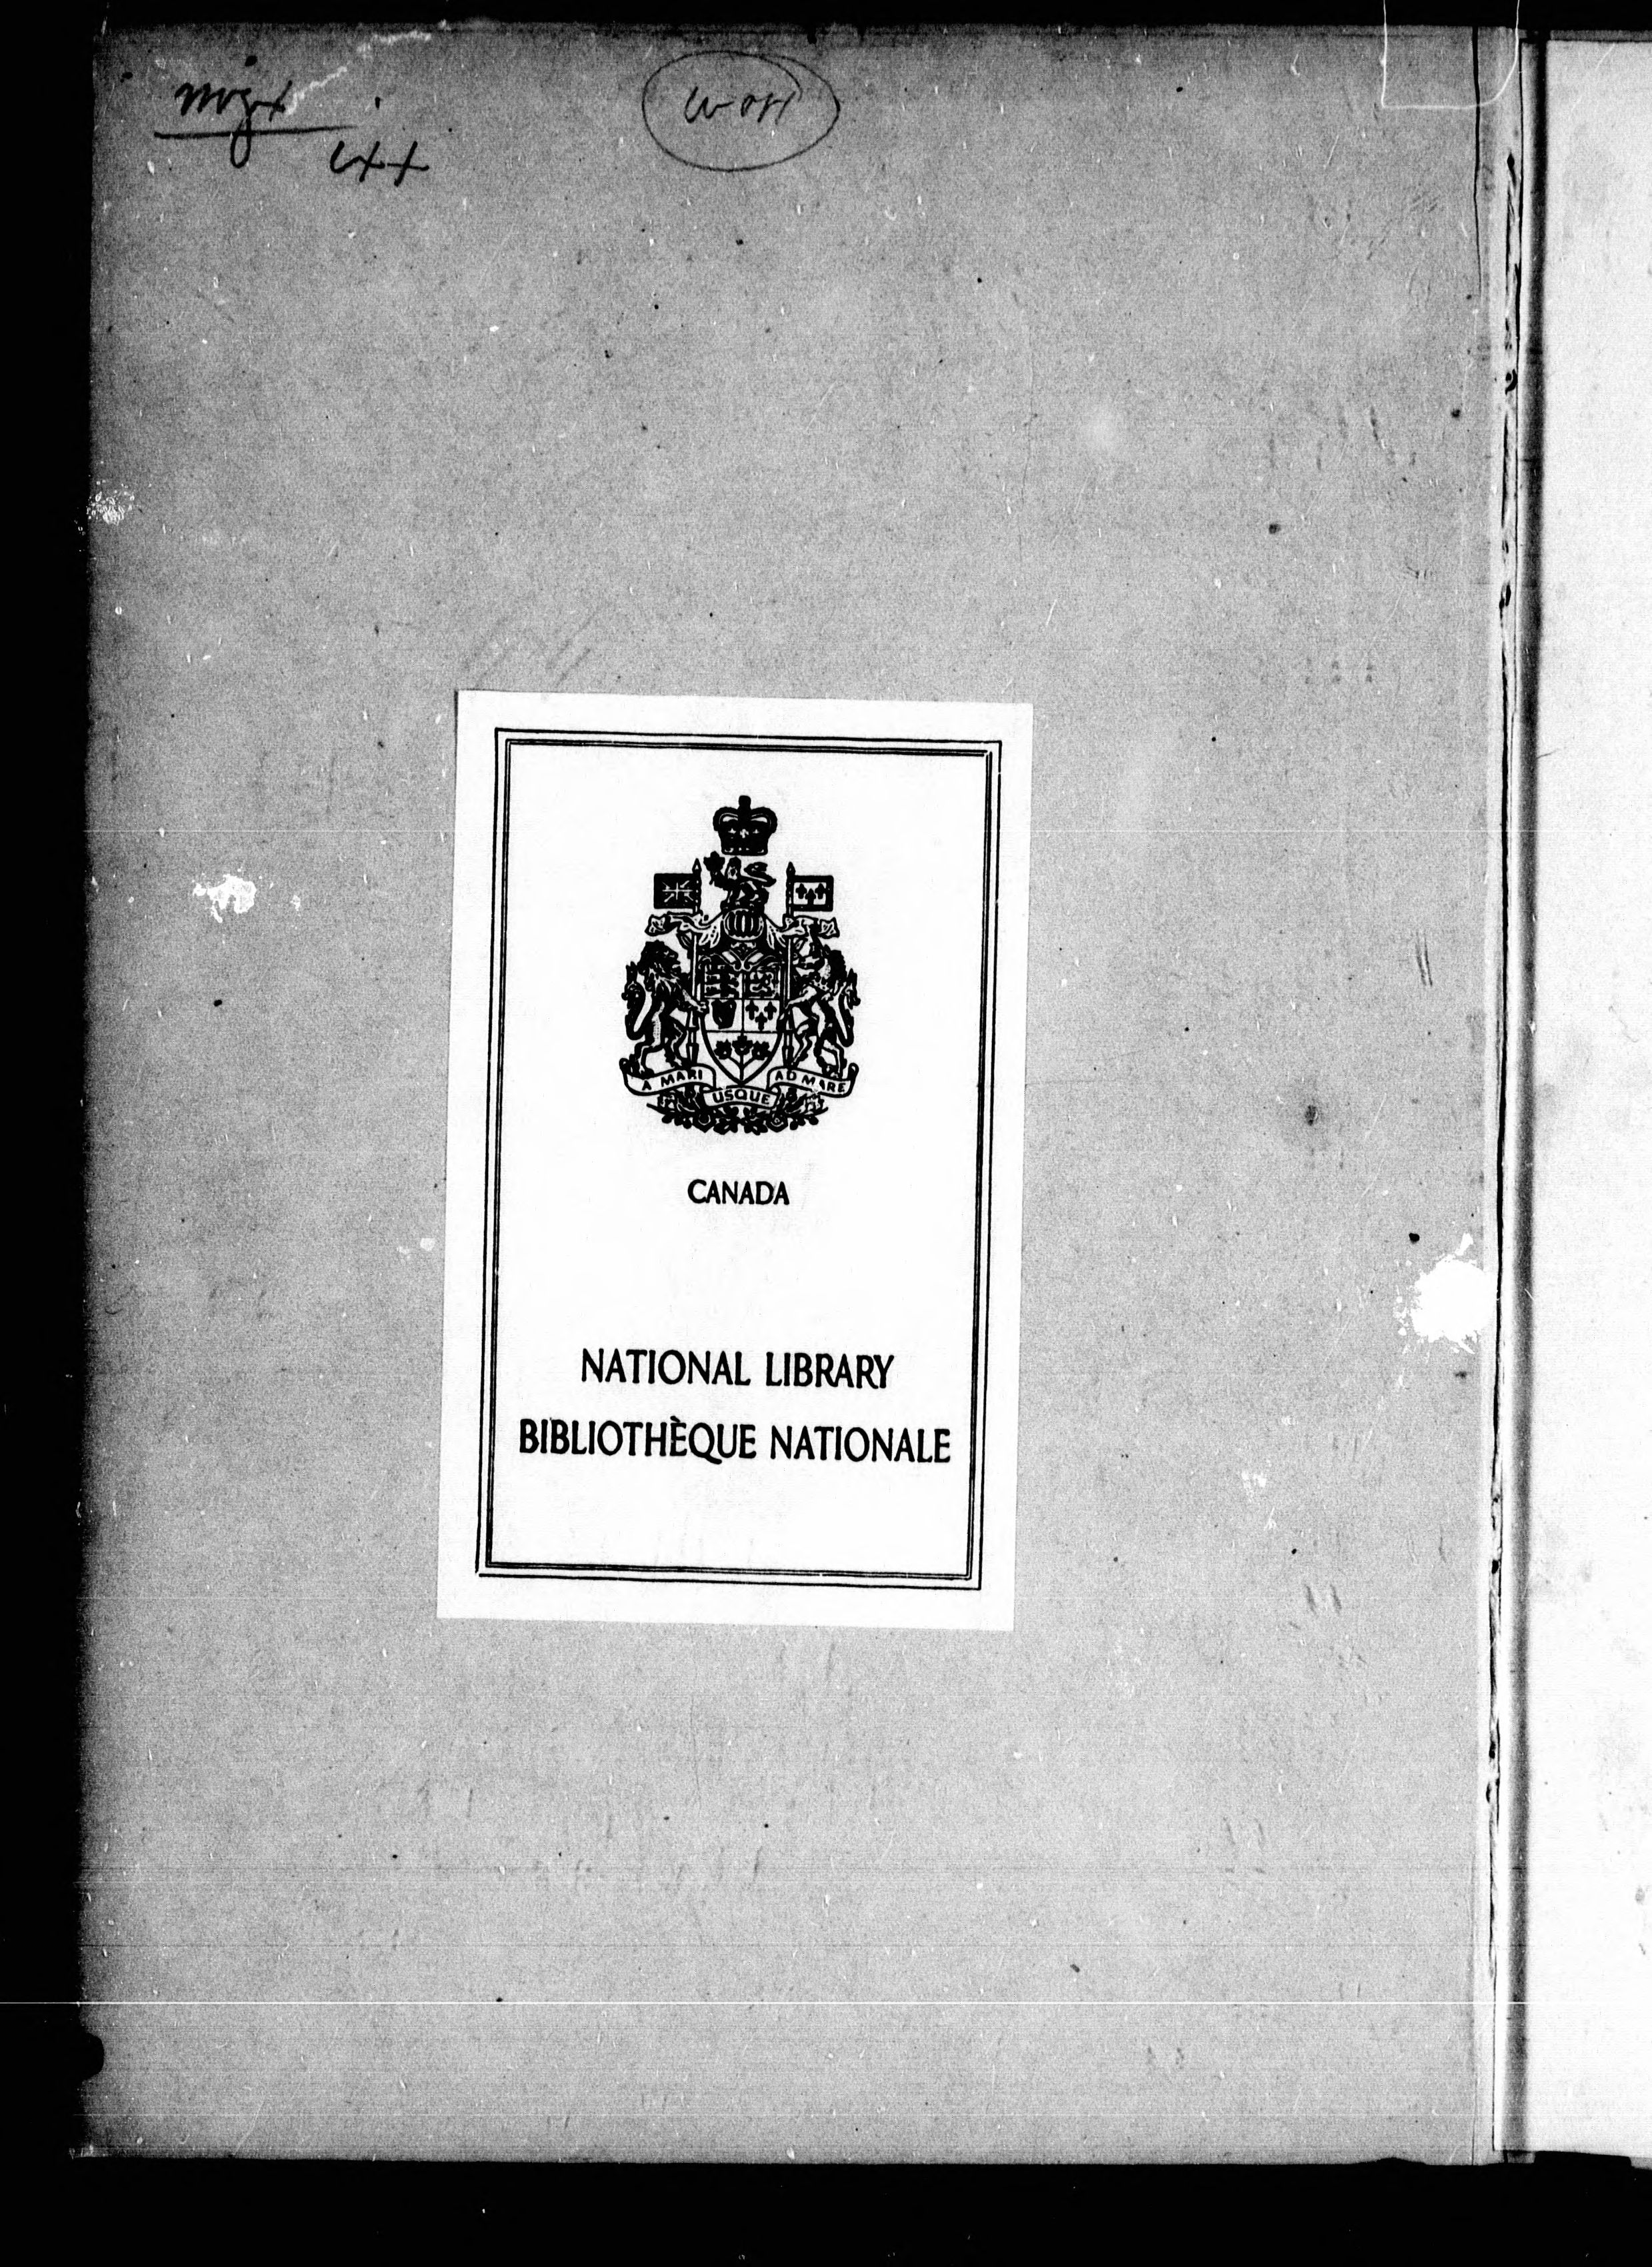 A MARI USQUE AD MARE
CANADA
NATIONAL LIBRARY
BIBLIOTHÈQUE NATIONALE